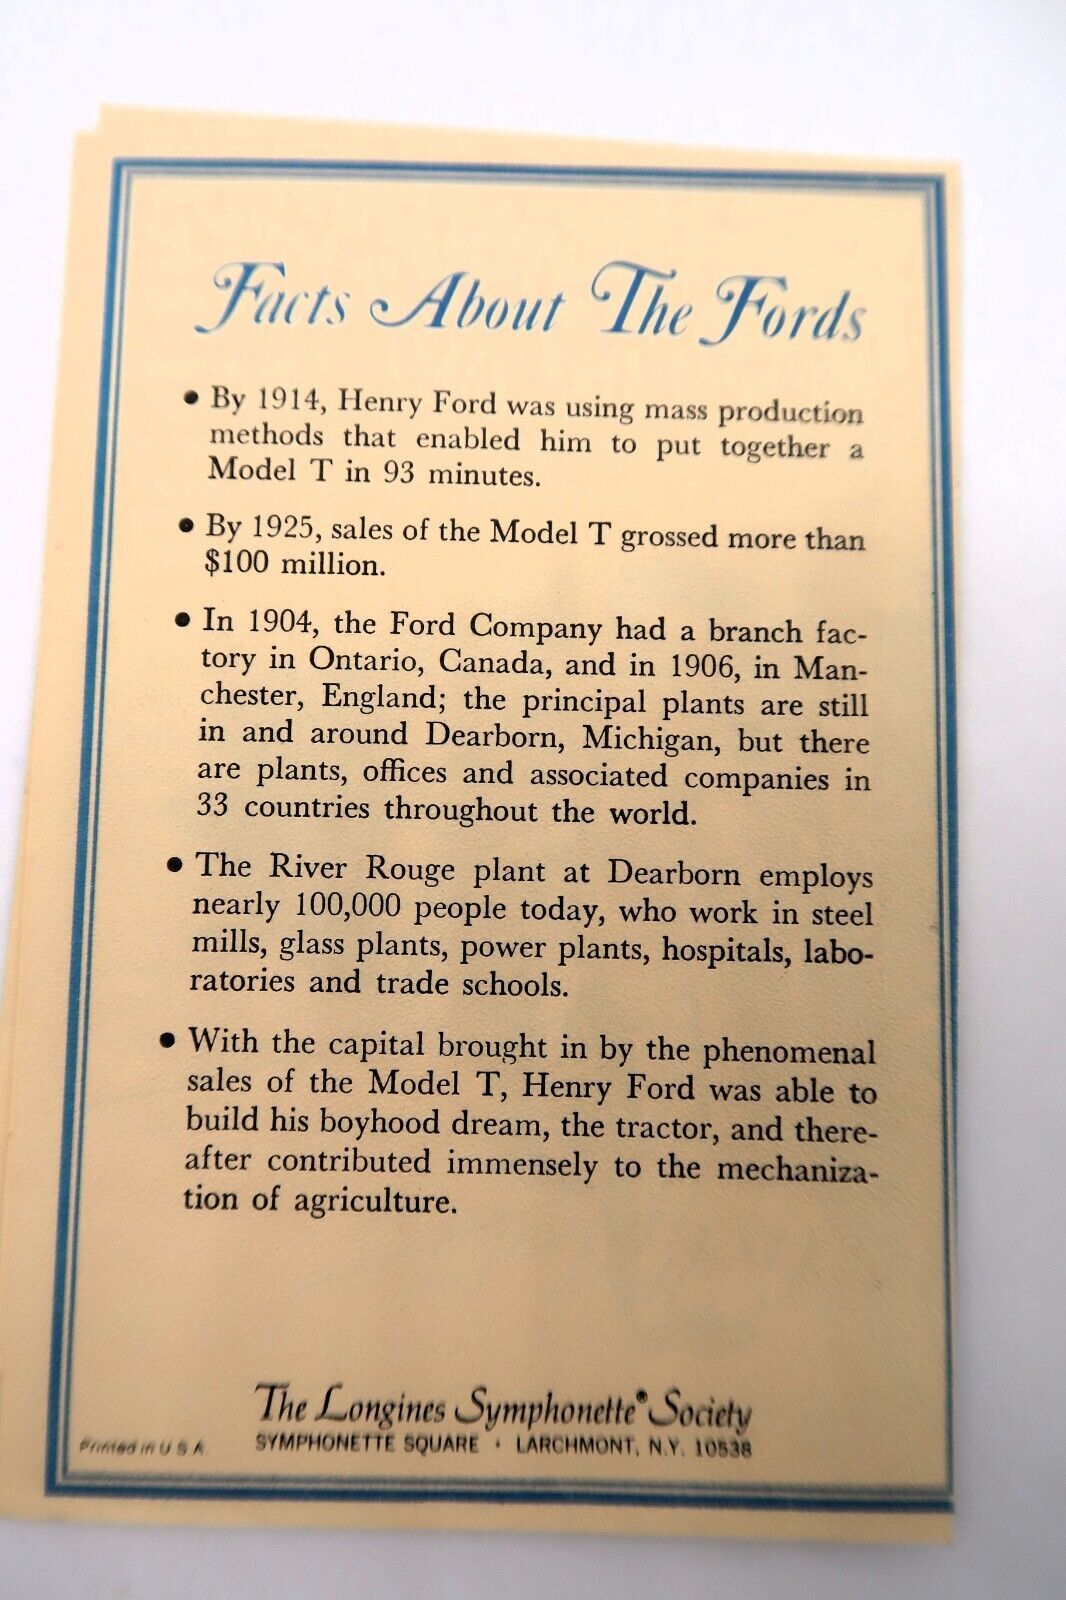 Facts About The Fords
• By 1914, Henry Ford was using mass production
methods that enabled him to put together a
Model T in 93 minutes.
• By 1925, sales of the Model T grossed more than
$100 million.
• In 1904, the Ford Company had a branch fac-
tory in Ontario, Canada, and in 1906, in Man-
chester, England; the principal plants are still
in and around Dearborn, Michigan, but there
are plants, offices and associated companies in
33 countries throughout the world.
• The River Rouge plant at Dearborn employs
nearly 100,000 people today, who work in steel
mills, glass plants, power plants, hospitals, labo-
ratories and trade schools.
• With the capital brought in by the phenomenal
sales of the Model T, Henry Ford was able to
build his boyhood dream, the tractor, and there-
after contributed immensely to the mechaniza-
tion of agriculture.
The Longines Symphonette® Society
SYMPHONETTE SQUARE • LARCHMONT, N.Y. 10538
Printed in U S A